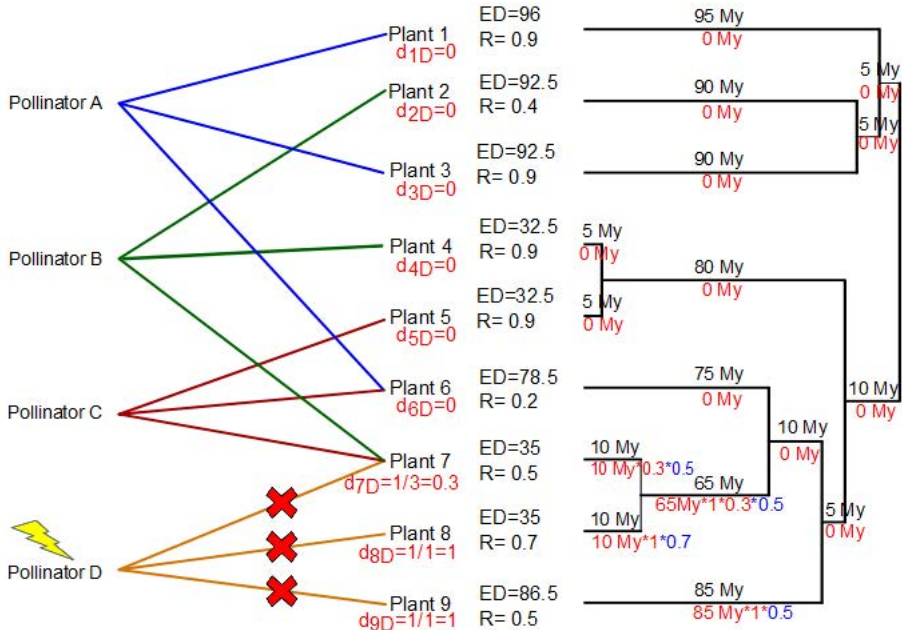 Pollinator A
Pollinator B
Pollinator C
Pollinator D
Plant 1
d1D=0
Plant 2
d2D=0
Plant 3
d3D=0
Plant 4
d4D=0
Plant 5
d5D=0
Plant 6
d6D=0
Plant 7
d7D=1/3=0.3
Plant 8
d8D=1/1=1
Plant 9
d9D=1/1=1
ED=96
R= 0.9
ED=92.5
R= 0.4
ED=92.5
R= 0.9
ED=32.5
R= 0.9
ED=32.5
R= 0.9
ED=78.5
R= 0.2
ED=35
R= 0.5
ED=35
R= 0.7
ED=86.5
R= 0.5
95 My
0 My
5 My
0 My
90 My
0 My
5 My
0 My
90 My
0 My
5 My
0 My
80 My
0 My
5 My
0 My
75 My
0 My
10 My
0 My
10 My
0 My
10 My
10 My*0.3*0.5
65 My
65My*1*0.3*0.5
10 My
10 My*1*0.7
5 My
0 My
85 My
85 My*1*0.5